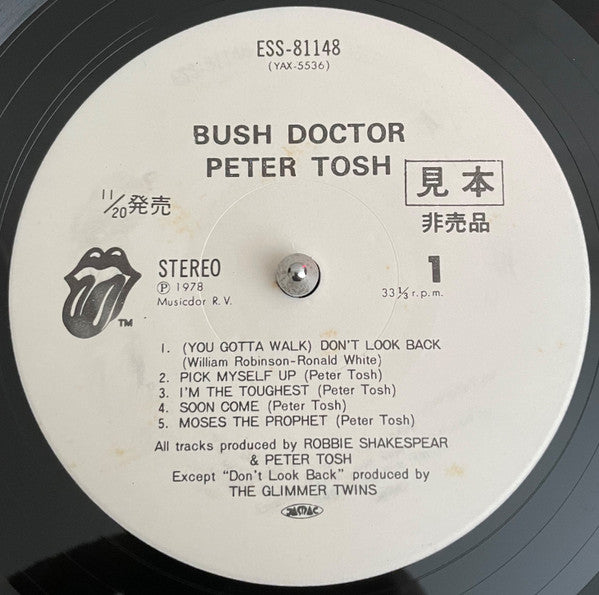 ESS-81148
(YAX-5536)
BUSH DOCTOR
PETER TOSH
見本
11/20発売
非売品
STEREO
Ⓟ 1978
Musicdor R. V.
TM
1
33⅓ r.p.m.
1. (YOU GOTTA WALK) DON'T LOOK BACK
(William Robinson-Ronald White)
2. PICK MYSELF UP (Peter Tosh)
3. I'M THE TOUGHEST (Peter Tosh)
4. SOON COME (Peter Tosh)
5. MOSES THE PROPHET (Peter Tosh)
All tracks produced by ROBBIE SHAKESPEAR
& PETER TOSH
Except "Don't Look Back" produced by
THE GLIMMER TWINS
JASRAC